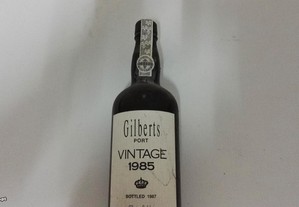 Gilberts
PORT
VINTAGE
1985
BOTTLED 1987